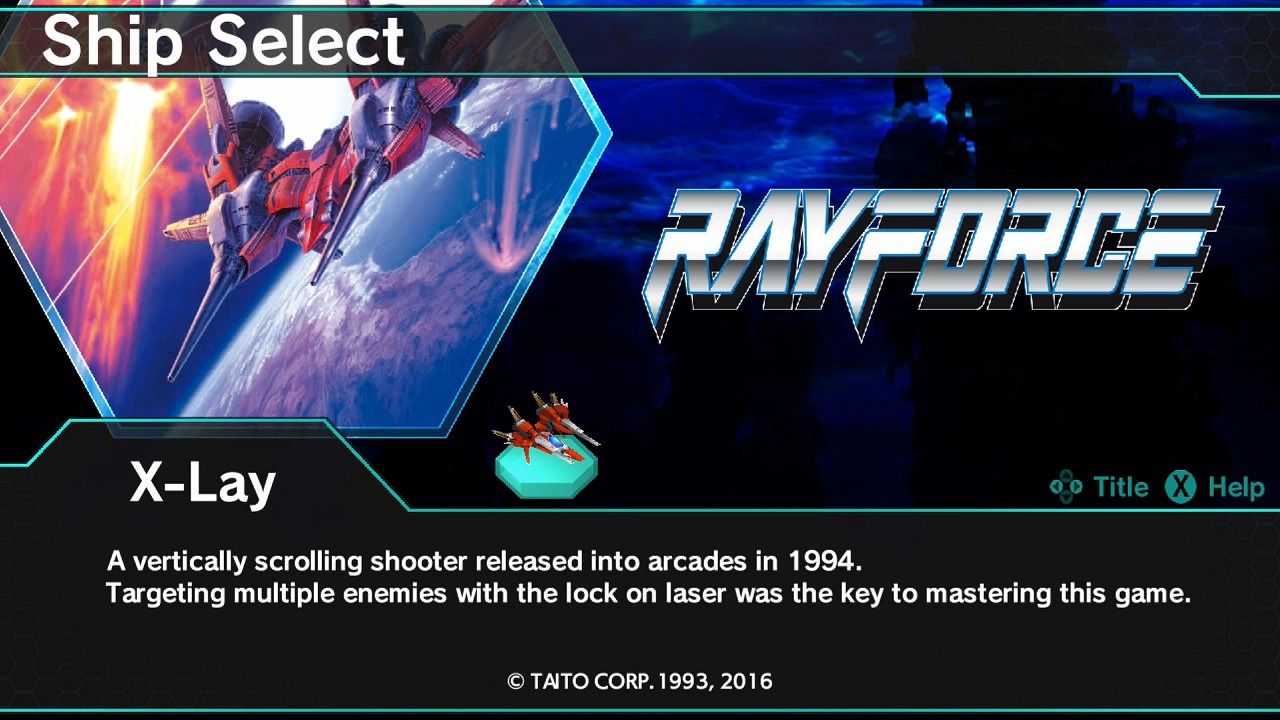 Ship Select
RAYFORCE
X-Lay
Title X Help
A vertically scrolling shooter released into arcades in 1994.
Targeting multiple enemies with the lock on laser was the key to mastering this game.
© TAITO CORP. 1993, 2016